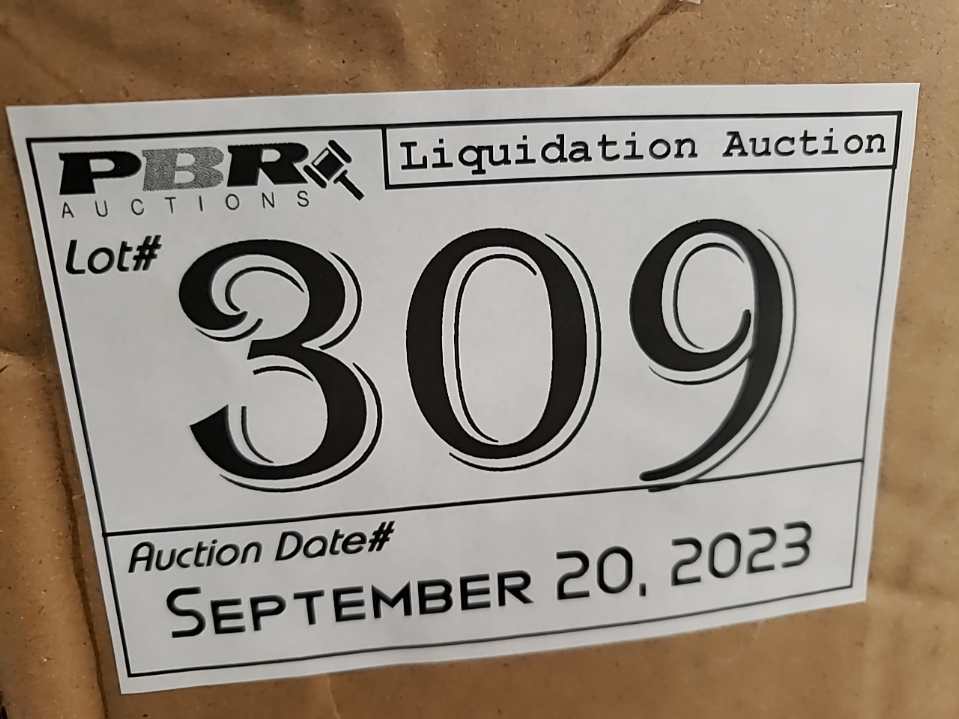 PBR
AUCTIONS
Liquidation Auction
Lot#
309
Auction Date#
September 20, 2023